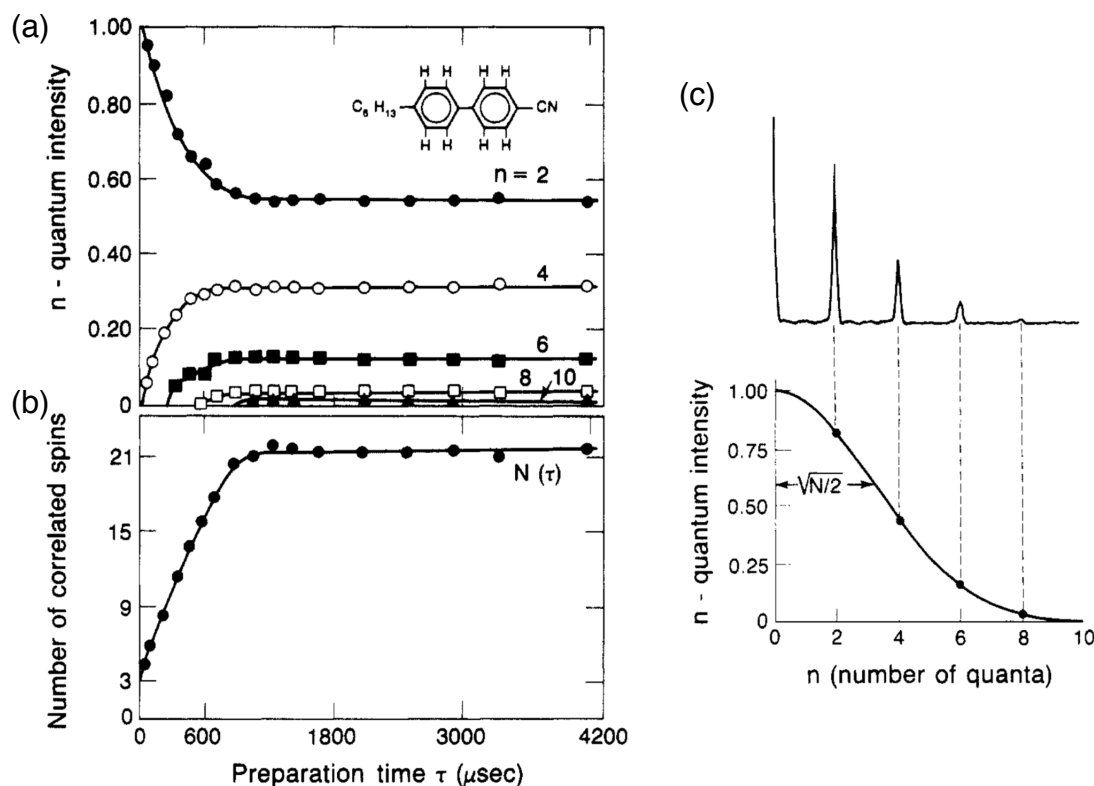 (a)
1.00
0.80
0.60
0.40
0.20
0
n - quantum intensity
H H H H
C6 H13
CN
H H H H
n = 2
4
6
8 10
(b)
21
15
9
3
0
Number of correlated spins
N (τ)
0 600 1800 3000 4200
Preparation time τ (μsec)
(c)
1.00
0.75
0.50
0.25
0
n - quantum intensity
√N/2
0 2 4 6 8 10
n (number of quanta)